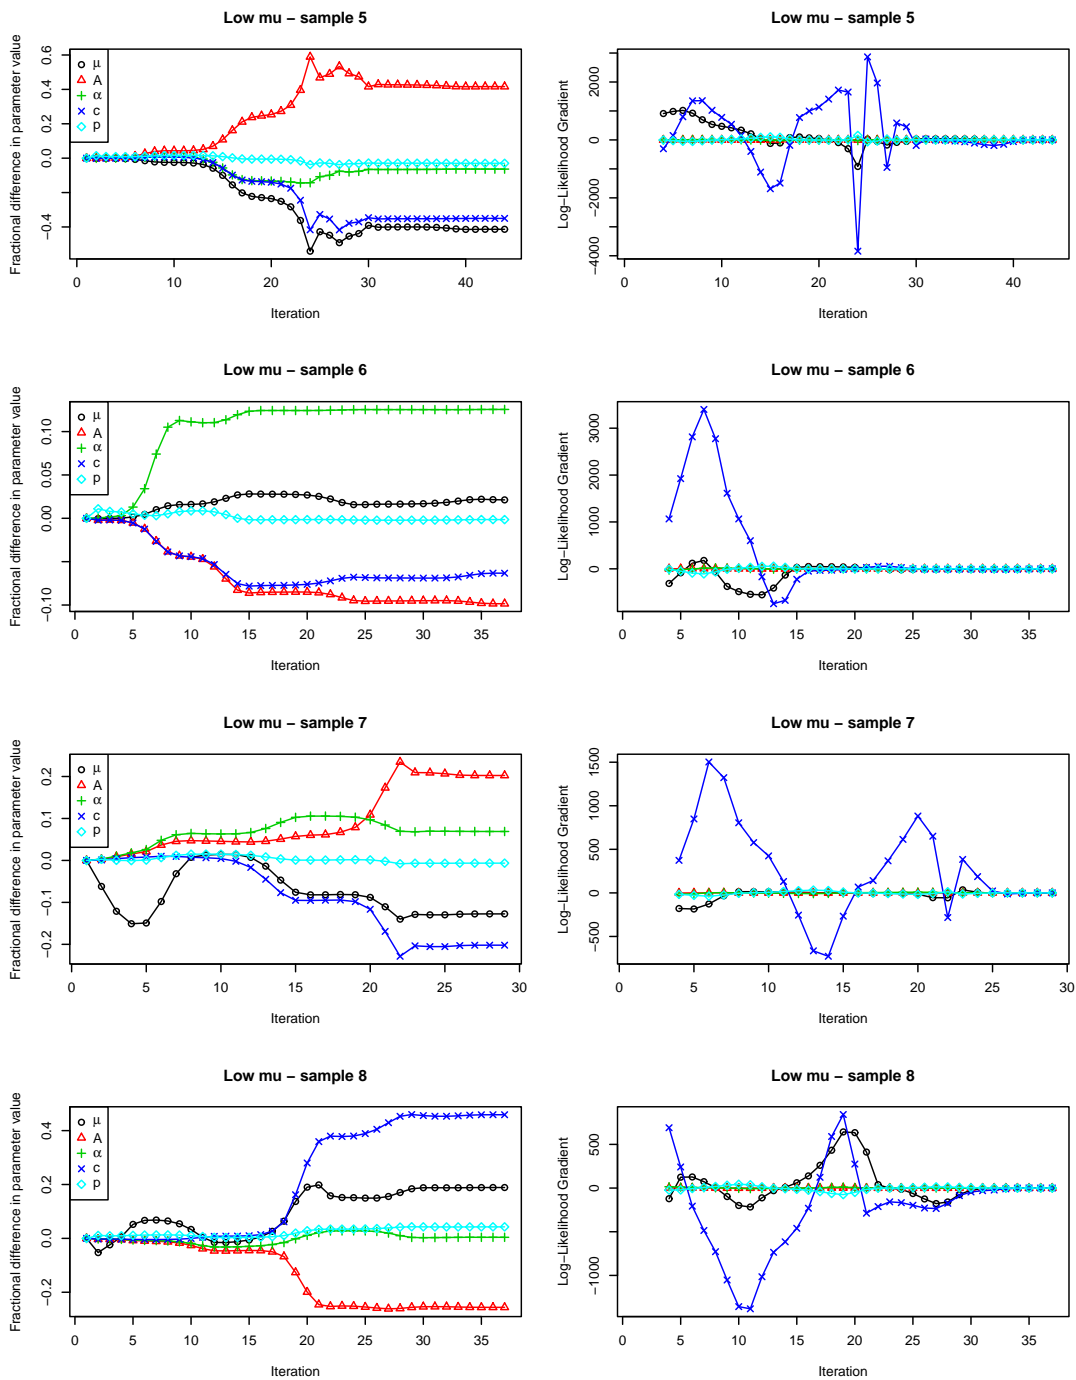 Low mu − sample 5
Fractional difference in parameter value
0.6
0.4
0.2
0.0
−0.4
μ
A
α
c
p
0 10 20 30 40
Iteration
Low mu − sample 5
Log−Likelihood Gradient
2000
0
−2000
−4000
0 10 20 30 40
Iteration
Low mu − sample 6
Fractional difference in parameter value
0.10
0.05
0.00
−0.10
μ
A
α
c
p
0 5 10 15 20 25 30 35
Iteration
Low mu − sample 6
Log−Likelihood Gradient
3000
2000
1000
0
0 5 10 15 20 25 30 35
Iteration
Low mu − sample 7
Fractional difference in parameter value
0.2
0.1
0.0
−0.1
−0.2
μ
A
α
c
p
0 5 10 15 20 25 30
Iteration
Low mu − sample 7
Log−Likelihood Gradient
1500
1000
500
0
−500
0 5 10 15 20 25 30
Iteration
Low mu − sample 8
Fractional difference in parameter value
0.4
0.2
0.0
−0.2
μ
A
α
c
p
0 5 10 15 20 25 30 35
Iteration
Low mu − sample 8
Log−Likelihood Gradient
500
0
−1000
0 5 10 15 20 25 30 35
Iteration